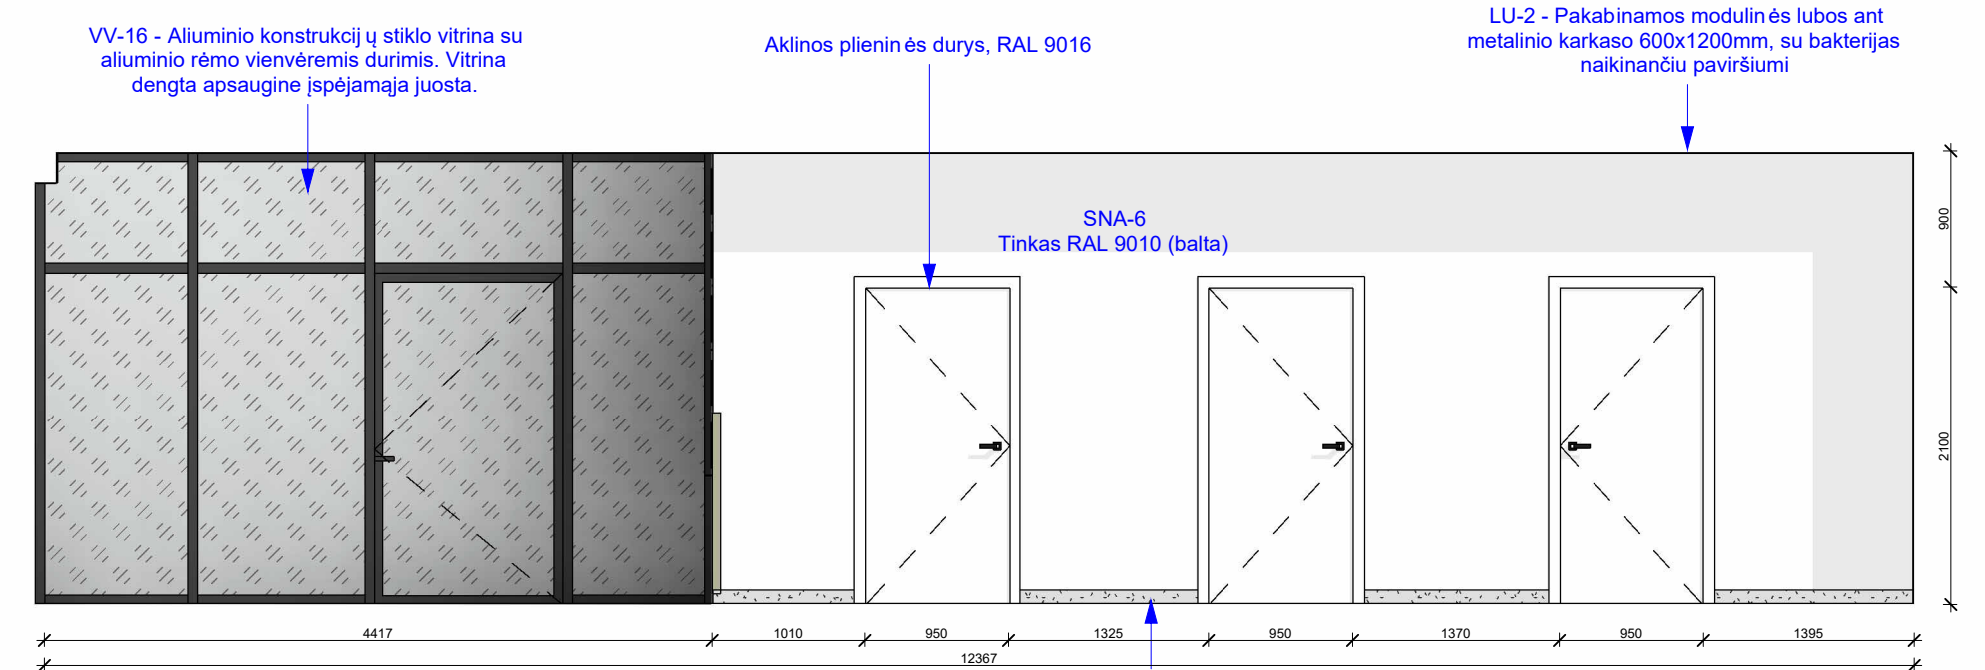 VV-16 - Aliuminio konstrukcijų stiklo vitrina su
aliuminio rėmo vienvėremis durimis. Vitrina
dengta apsaugine įspėjamąja juosta.
Aklinos plieninės durys, RAL 9016
LU-2 - Pakabinamos modulinės lubos ant
metalinio karkaso 600x1200mm, su bakterijas
naikinančiu paviršiumi
SNA-6
Tinkas RAL 9010 (balta)
900
2100
4417
1010
950
1325
950
1370
950
1395
12367